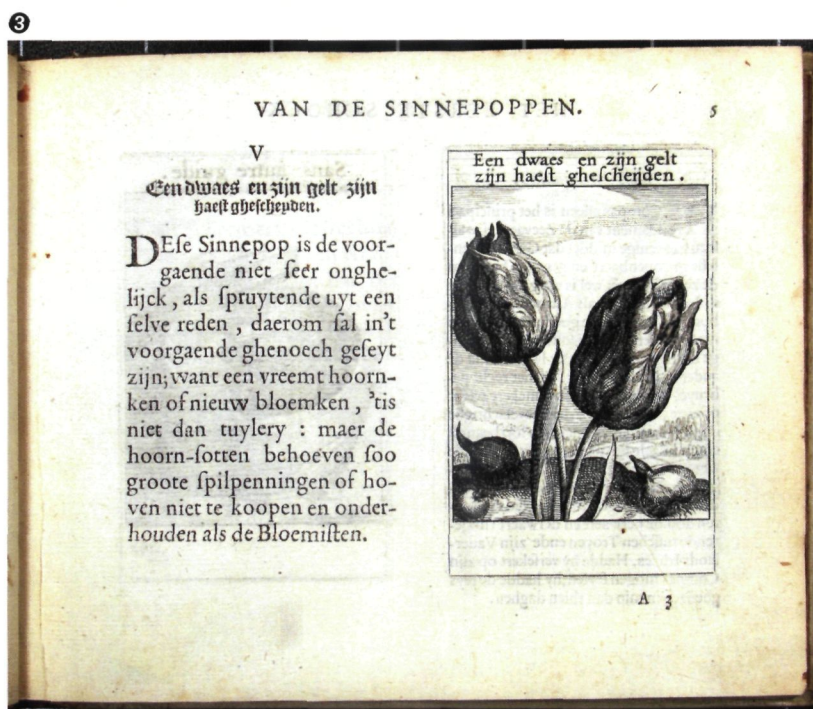 ❸
VAN DE SINNEPOPPEN. 5
V
Een dwaes en zijn gelt zijn
haeſt gheſcheyden.
DEſe Sinnepop is de voor-
gaende niet ſeer onghe-
lijck, als ſpruytende uyt een
ſelve reden, daerom ſal in't
voorgaende ghenoech geſeyt
zijn; want een vreemt hoorn-
ken of nieuw bloemken, 'tis
niet dan tuylery: maer de
hoorn-ſotten behoeven ſoo
groote ſpilpenningen of ho-
ven niet te koopen en onder-
houden als de Bloemiſten.
Een dwaes en zijn gelt
zijn haeſt gheſcheijden.
A 3